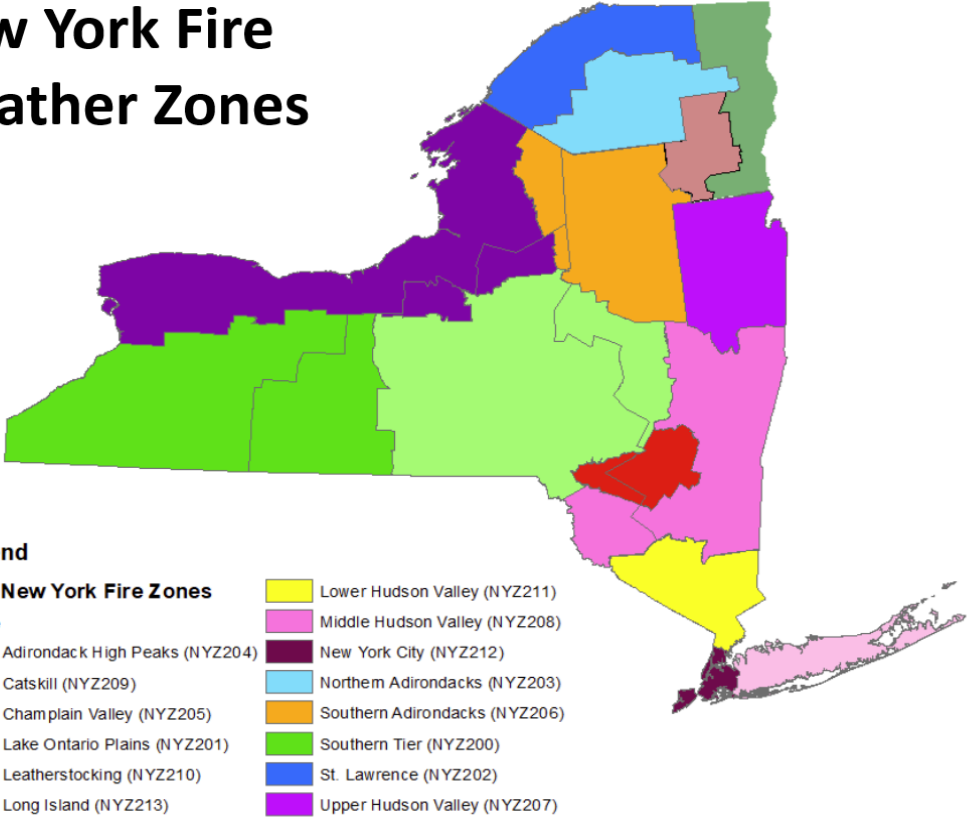 w York Fire
ather Zones
nd
New York Fire Zones
Adirondack High Peaks (NYZ204)
Catskill (NYZ209)
Champlain Valley (NYZ205)
Lake Ontario Plains (NYZ201)
Leatherstocking (NYZ210)
Long Island (NYZ213)
Lower Hudson Valley (NYZ211)
Middle Hudson Valley (NYZ208)
New York City (NYZ212)
Northern Adirondacks (NYZ203)
Southern Adirondacks (NYZ206)
Southern Tier (NYZ200)
St. Lawrence (NYZ202)
Upper Hudson Valley (NYZ207)